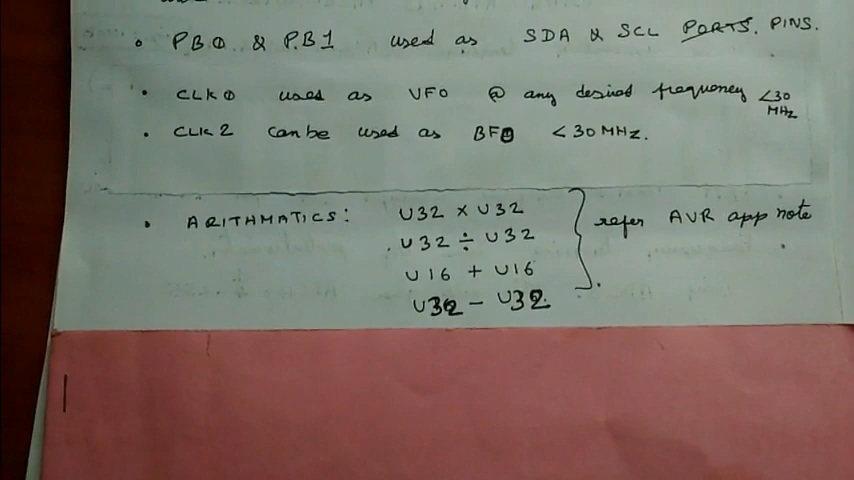 • PB0 & PB1 used as SDA & SCL PORTS. PINS.
• CLK0 used as VFO @ any desired frequency <30 MHz
• CLK2 can be used as BFO <30 MHz.
• ARITHMATICS: U32 × U32
U32 ÷ U32
U16 + U16
U32 - U32
refer AVR app note